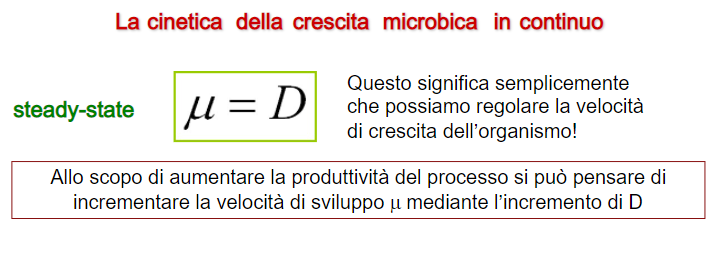 La cinetica della crescita microbica in continuo
steady-state
μ = D
Questo significa semplicemente
che possiamo regolare la velocità
di crescita dell'organismo!
Allo scopo di aumentare la produttività del processo si può pensare di
incrementare la velocità di sviluppo μ mediante l'incremento di D